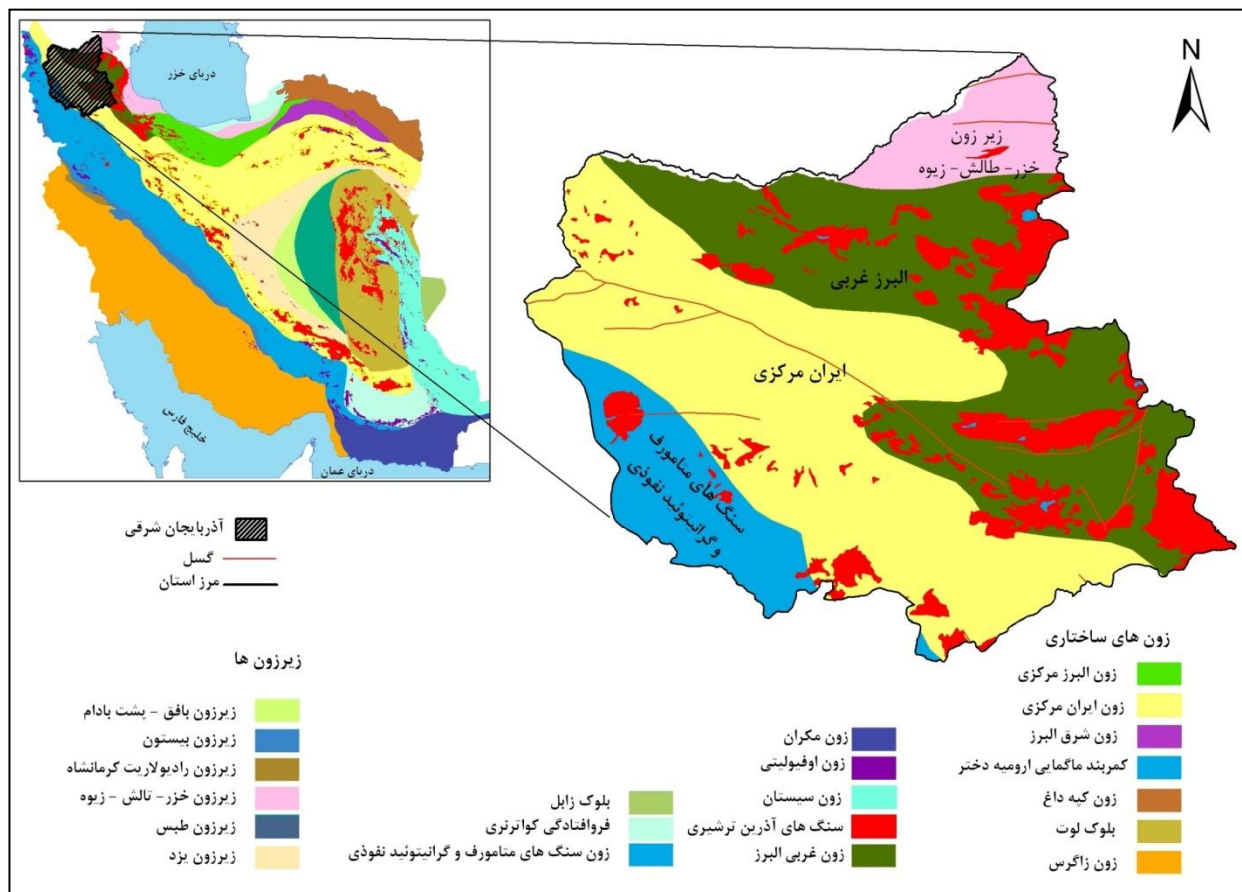 دریای خزر
خلیج فارس
دریای عمان
N
زیر زون
خزر- طالش- زیوه
البرز غربی
ایران مرکزی
سنگ های متامورف
و گرانیتوئید نفوذی
آذربایجان شرقی
گسل
مرز استان
زون های ساختاری
زون البرز مرکزی
زون ایران مرکزی
زون شرق البرز
کمربند ماگمایی ارومیه دختر
زون کپه داغ
بلوک لوت
زون زاگرس
زون مکران
زون اوفیولیتی
زون سیستان
سنگ های آذرین ترشیری
زون غربی البرز
بلوک زابل
فروافتادگی کواترنری
زون سنگ های متامورف و گرانیتوئید نفوذی
زیرزون ها
زیرزون بافق - پشت بادام
زیرزون بیستون
زیرزون رادیولاریت کرمانشاه
زیرزون خزر- تالش - زیوه
زیرزون طبس
زیرزون یزد